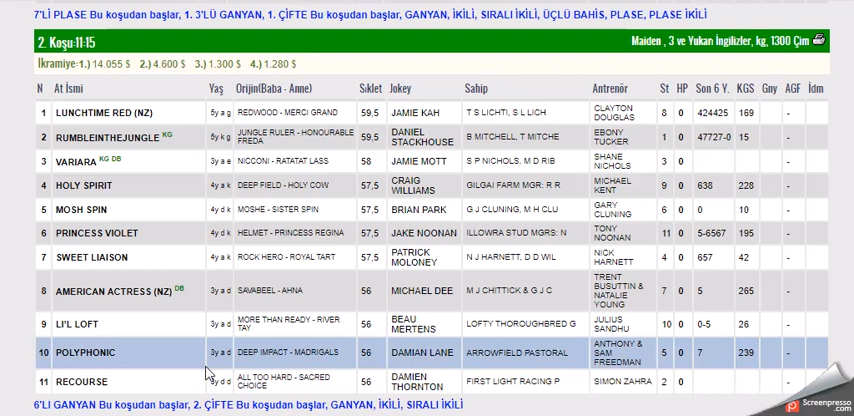 7'Lİ PLASE Bu koşudan başlar, 1. 3'LÜ GANYAN, 1. ÇİFTE Bu koşudan başlar, GANYAN, İKİLİ, SIRALI İKİLİ, ÜÇLÜ BAHİS, PLASE, PLASE İKİLİ
2. Koşu:11:15 Maiden , 3 ve Yukarı İngilizler, kg, 1300 Çim
İkramiye: 1.) 14.055 $ 2.) 4.600 $ 3.) 1.300 $ 4.) 1.280 $
N At İsmi Yaş Orijin(Baba - Anne) Sıklet Jokey Sahip Antrenör St HP Son 6 Y. KGS Gny AGF İdm
1 LUNCHTIME RED (NZ) 5y a g REDWOOD - MERCI GRAND 59,5 JAMIE KAH T S LICHTI, S L LICH CLAYTON DOUGLAS 8 0 424425 169 -
2 RUMBLEINTHEJUNGLE KG 5y k g JUNGLE RULER - HONOURABLE FREDA 59,5 DANIEL STACKHOUSE B MITCHELL, T MITCHE EBONY TUCKER 1 0 47727-0 15 -
3 VARIARA KG DB 3y a e NICCONI - RATATAT LASS 58 JAMIE MOTT S P NICHOLS, M D RIB SHANE NICHOLS 3 0 -
4 HOLY SPIRIT 4y a k DEEP FIELD - HOLY COW 57,5 CRAIG WILLIAMS GILGAI FARM MGR: R R MICHAEL KENT 9 0 638 228 -
5 MOSH SPIN 4y d k MOSHE - SISTER SPIN 57,5 BRIAN PARK G J CLUNING, M H CLU GARY CLUNING 6 0 0 10 -
6 PRINCESS VIOLET 4y d k HELMET - PRINCESS REGINA 57,5 JAKE NOONAN ILLOWRA STUD MGRS: N TONY NOONAN 11 0 5-6567 195 -
7 SWEET LIAISON 4y a k ROCK HERO - ROYAL TART 57,5 PATRICK MOLONEY N J HARNETT, D D WIL NICK HARNETT 4 0 657 42 -
8 AMERICAN ACTRESS (NZ) DB 3y a d SAVABEEL - AHNA 56 MICHAEL DEE M J CHITTICK & G J C TRENT BUSUTTIN & NATALIE YOUNG 7 0 5 265 -
9 LI'L LOFT 3y a d MORE THAN READY - RIVER TAY 56 BEAU MERTENS LOFTY THOROUGHBRED G JULIUS SANDHU 10 0 0-5 26 -
10 POLYPHONIC 3y a d DEEP IMPACT - MADRIGALS 56 DAMIAN LANE ARROWFIELD PASTORAL ANTHONY & SAM FREEDMAN 5 0 7 239 -
11 RECOURSE 3y d d ALL TOO HARD - SACRED CHOICE 56 DAMIEN THORNTON FIRST LIGHT RACING P SIMON ZAHRA 2 0 -
6'LI GANYAN Bu koşudan başlar, 2. ÇİFTE Bu koşudan başlar, GANYAN, İKİLİ, SIRALI İKİLİ
Screenpresso.com